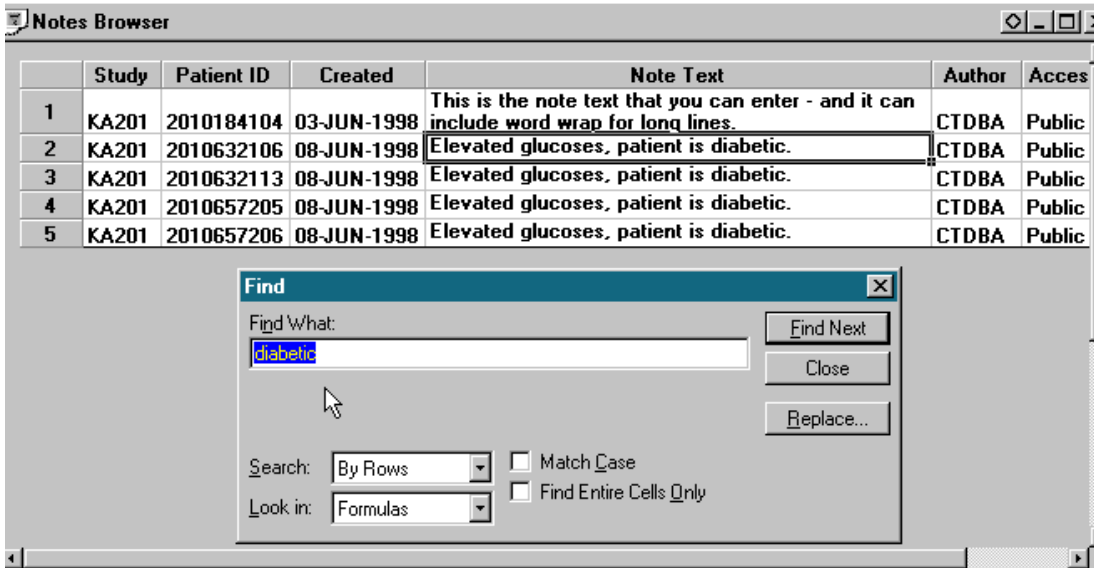 Notes Browser
Study Patient ID Created Note Text Author Acces
1 KA201 2010184104 03-JUN-1998 This is the note text that you can enter - and it can
include word wrap for long lines. CTDBA Public
2 KA201 2010632106 08-JUN-1998 Elevated glucoses, patient is diabetic. CTDBA Public
3 KA201 2010632113 08-JUN-1998 Elevated glucoses, patient is diabetic. CTDBA Public
4 KA201 2010657205 08-JUN-1998 Elevated glucoses, patient is diabetic. CTDBA Public
5 KA201 2010657206 08-JUN-1998 Elevated glucoses, patient is diabetic. CTDBA Public
Find
Find What:
diabetic
Find Next
Close
Replace...
Search: By Rows
Match Case
Look in: Formulas
Find Entire Cells Only